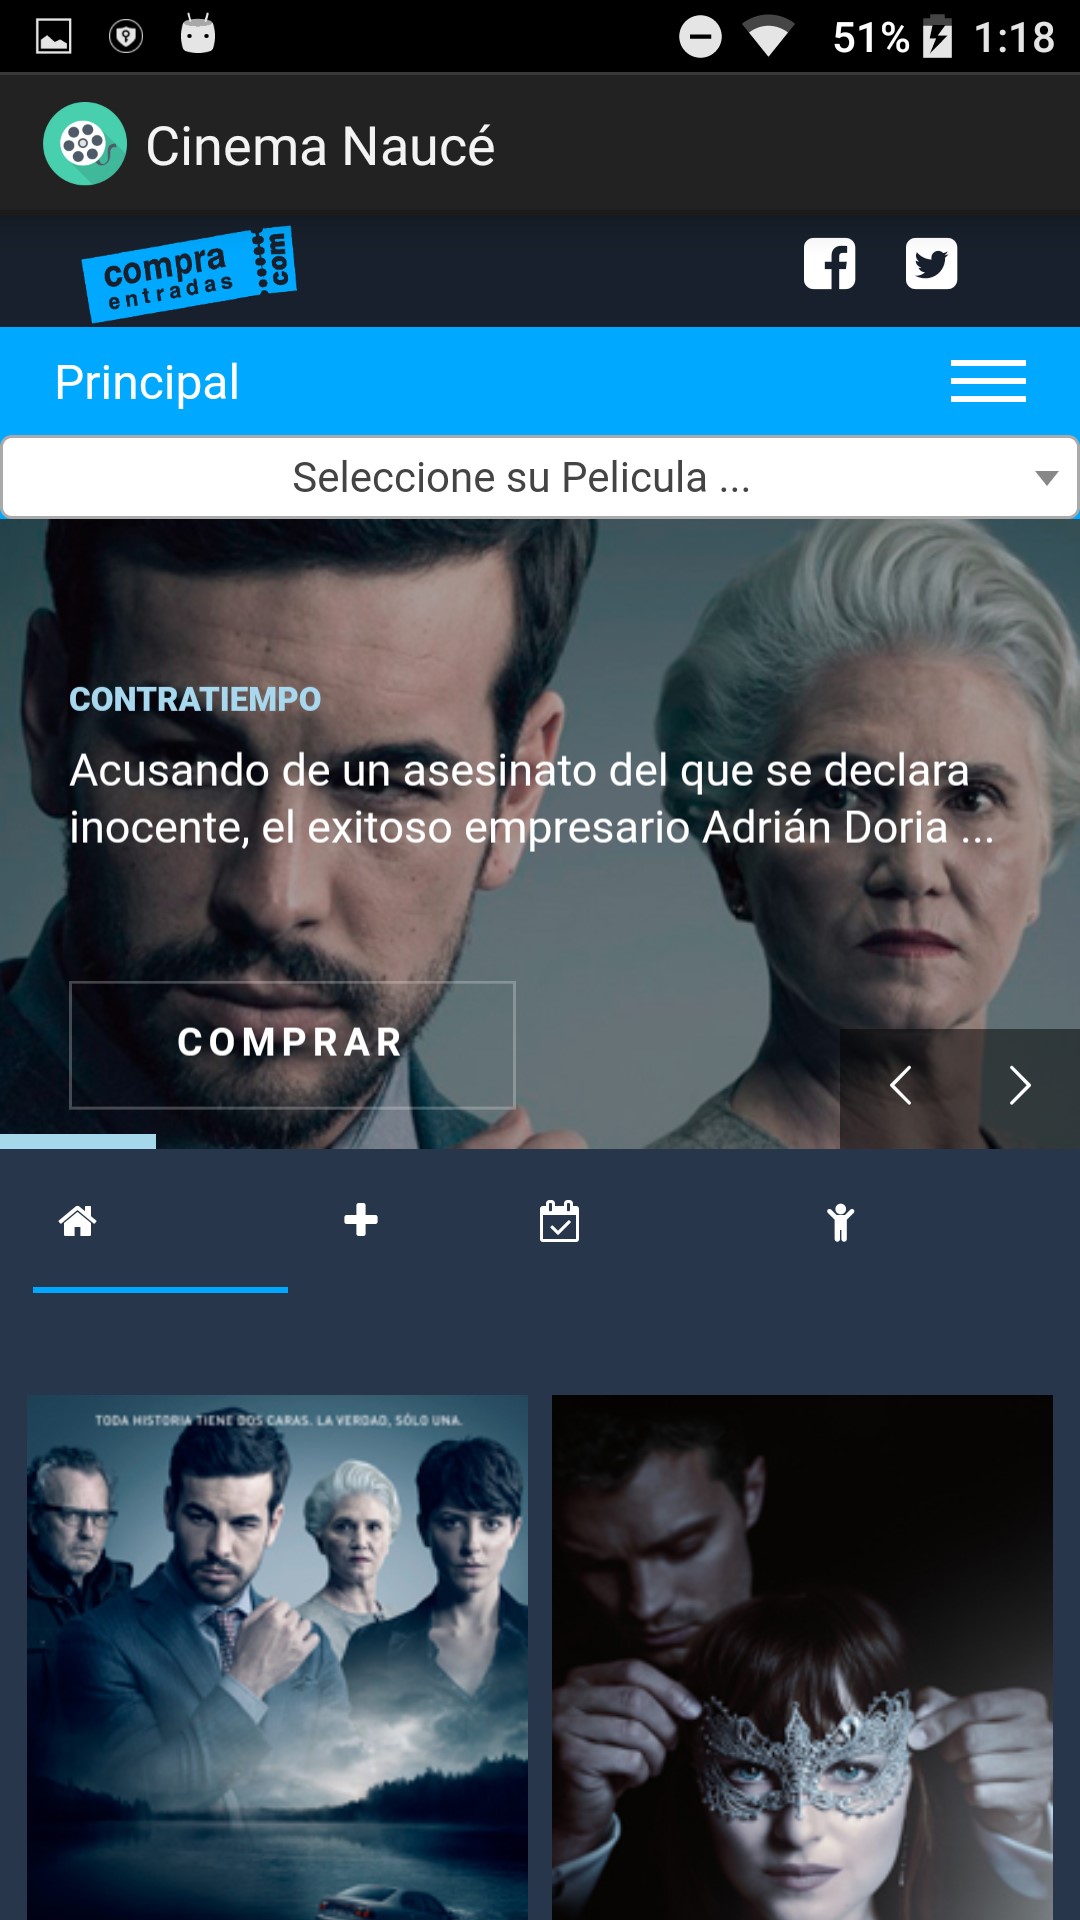 51% 1:18
Cinema Naucé
compra
entradas
com
Principal
Seleccione su Pelicula ...
CONTRATIEMPO
Acusando de un asesinato del que se declara
inocente, el exitoso empresario Adrián Doria ...
COMPRAR
TODA HISTORIA TIENE DOS CARAS. LA VERDAD, SÓLO UNA.